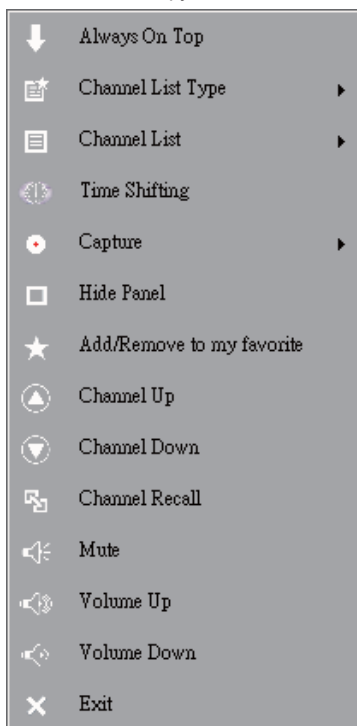 Always On Top
Channel List Type
Channel List
Time Shifting
Capture
Hide Panel
Add/Remove to my favorite
Channel Up
Channel Down
Channel Recall
Mute
Volume Up
Volume Down
Exit